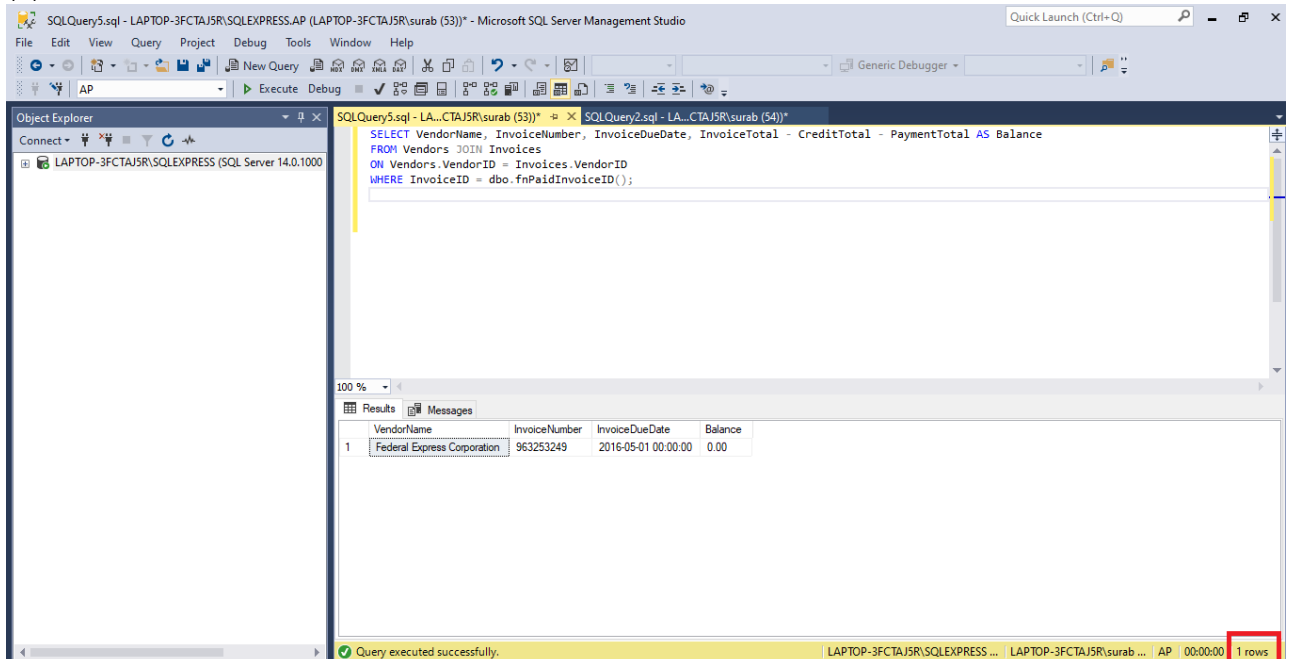 SQLQuery5.sql - LAPTOP-3FCTAJ5R\SQLEXPRESS.AP (LAPTOP-3FCTAJ5R\surab (53))* - Microsoft SQL Server Management Studio
Quick Launch (Ctrl+Q)
File Edit View Query Project Debug Tools Window Help
New Query MDX DMX XMLA DAX Generic Debugger
AP Execute Debug
Object Explorer
SQLQuery5.sql - LA...CTAJ5R\surab (53))* SQLQuery2.sql - LA...CTAJ5R\surab (54))*
Connect
LAPTOP-3FCTAJ5R\SQLEXPRESS (SQL Server 14.0.1000
SELECT VendorName, InvoiceNumber, InvoiceDueDate, InvoiceTotal - CreditTotal - PaymentTotal AS Balance
FROM Vendors JOIN Invoices
ON Vendors.VendorID = Invoices.VendorID
WHERE InvoiceID = dbo.fnPaidInvoiceID();
100 %
Results Messages
VendorName InvoiceNumber InvoiceDueDate Balance
1 Federal Express Corporation 963253249 2016-05-01 00:00:00 0.00
Query executed successfully. LAPTOP-3FCTAJ5R\SQLEXPRESS ... LAPTOP-3FCTAJ5R\surab ... AP 00:00:00 1 rows